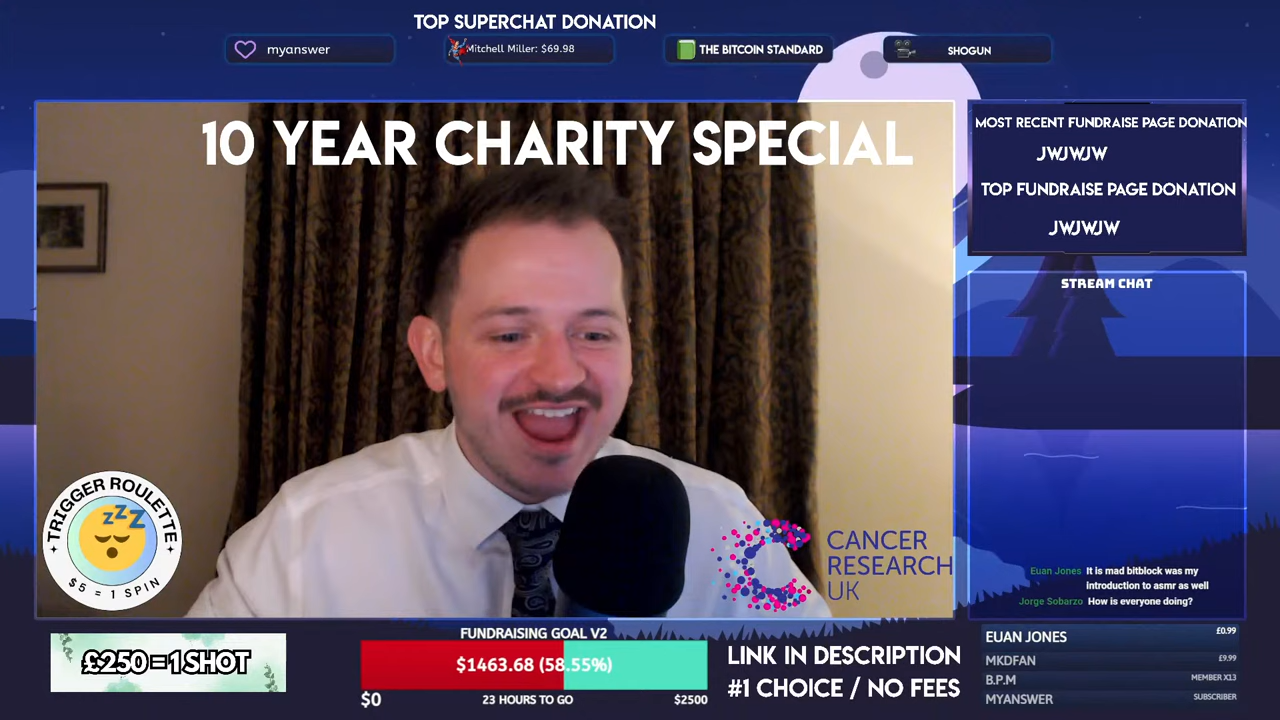 TOP SUPERCHAT DONATION
myanswer
Mitchell Miller: $69.98
THE BITCOIN STANDARD
SHOGUN
10 YEAR CHARITY SPECIAL
MOST RECENT FUNDRAISE PAGE DONATION
JWJWJW
TOP FUNDRAISE PAGE DONATION
JWJWJW
STREAM CHAT
Euan Jones It is mad bitblock was my
introduction to asmr as well
Jorge Sobarzo How is everyone doing?
TRIGGER ROULETTE
zzz
$5 = 1 SPIN
CANCER
RESEARCH
UK
£250 = 1 SHOT
FUNDRAISING GOAL V2
$1463.68 (58.55%)
$0
23 HOURS TO GO
$2500
LINK IN DESCRIPTION
#1 CHOICE / NO FEES
EUAN JONES £0.99
MKDFAN £9.99
B.P.M MEMBER X13
MYANSWER SUBSCRIBER